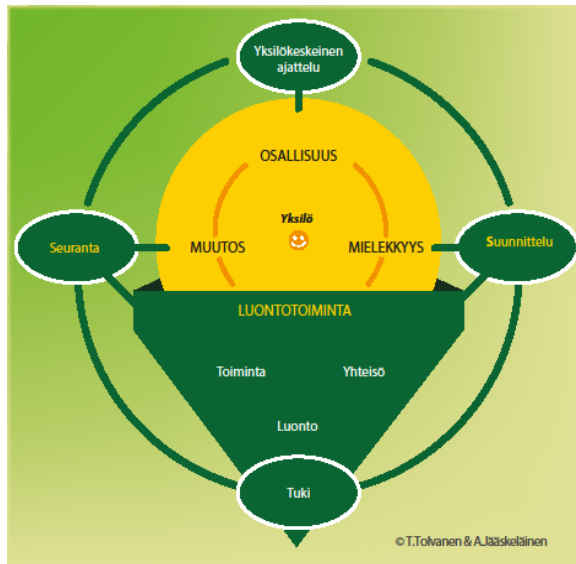 Yksilökeskeinen
ajattelu
OSALLISUUS
Yksilö
Seuranta
MUUTOS
MIELEKKYYS
Suunnittelu
LUONTOTOIMINTA
Toiminta
Yhteisö
Luonto
Tuki
© T.Tolvanen & A.Jääskeläinen